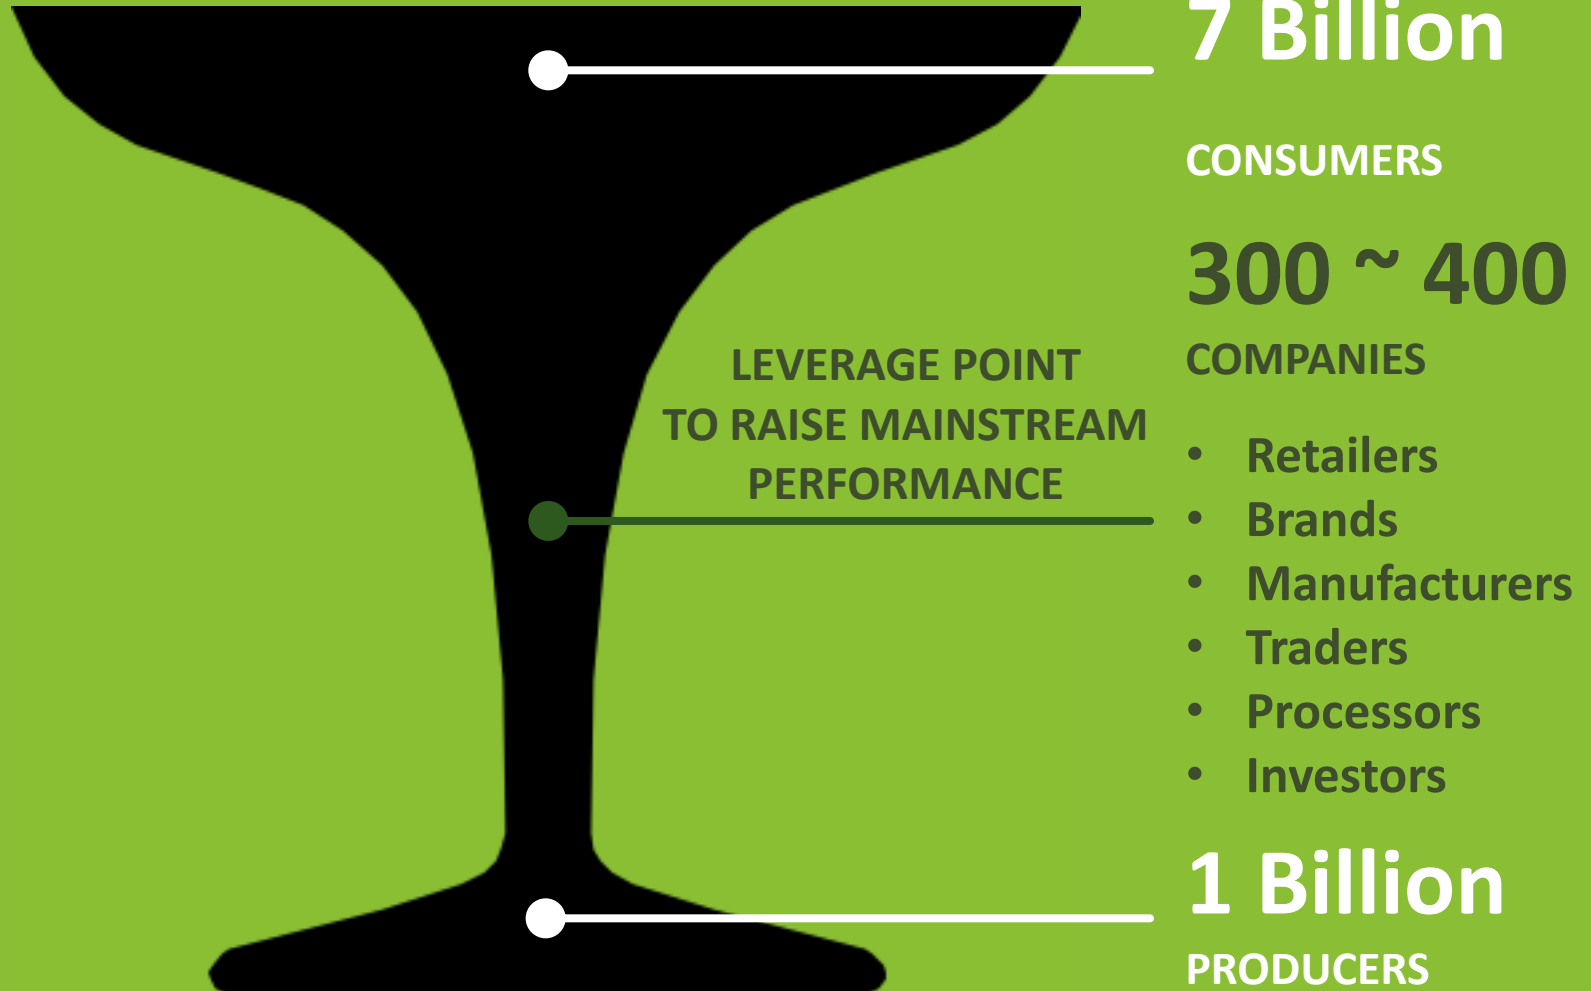 7 Billion
CONSUMERS
300 ~ 400
COMPANIES
LEVERAGE POINT
TO RAISE MAINSTREAM
PERFORMANCE
• Retailers
• Brands
• Manufacturers
• Traders
• Processors
• Investors
1 Billion
PRODUCERS